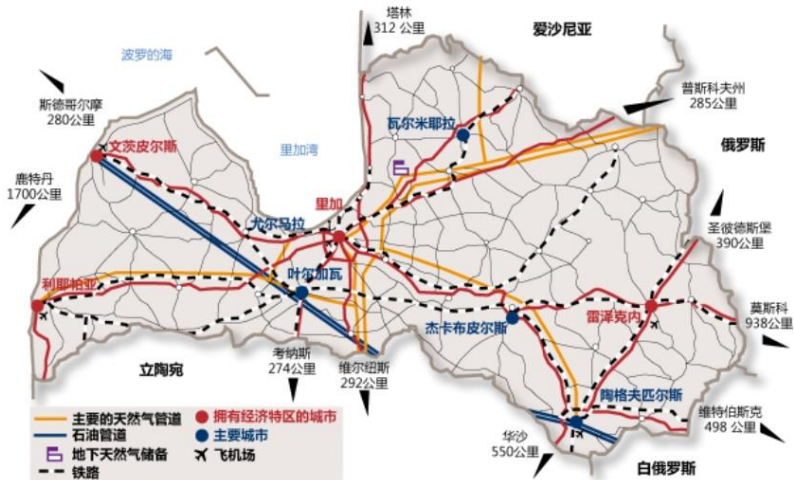 塔林
312 公里
爱沙尼亚
波罗的海
斯德哥尔摩
280公里
普斯科夫州
285公里
瓦尔米耶拉
文茨皮尔斯
里加湾
俄罗斯
鹿特丹
1700公里
里加
尤尔马拉
圣彼德斯堡
390公里
叶尔加瓦
利耶帕亚
雷泽克内
莫斯科
938公里
杰卡布皮尔斯
立陶宛
考纳斯
274公里
维尔纽斯
292公里
陶格夫匹尔斯
维特伯斯克
498 公里
华沙
550公里
白俄罗斯
主要的天然气管道
拥有经济特区的城市
石油管道
主要城市
地下天然气储备
飞机场
铁路